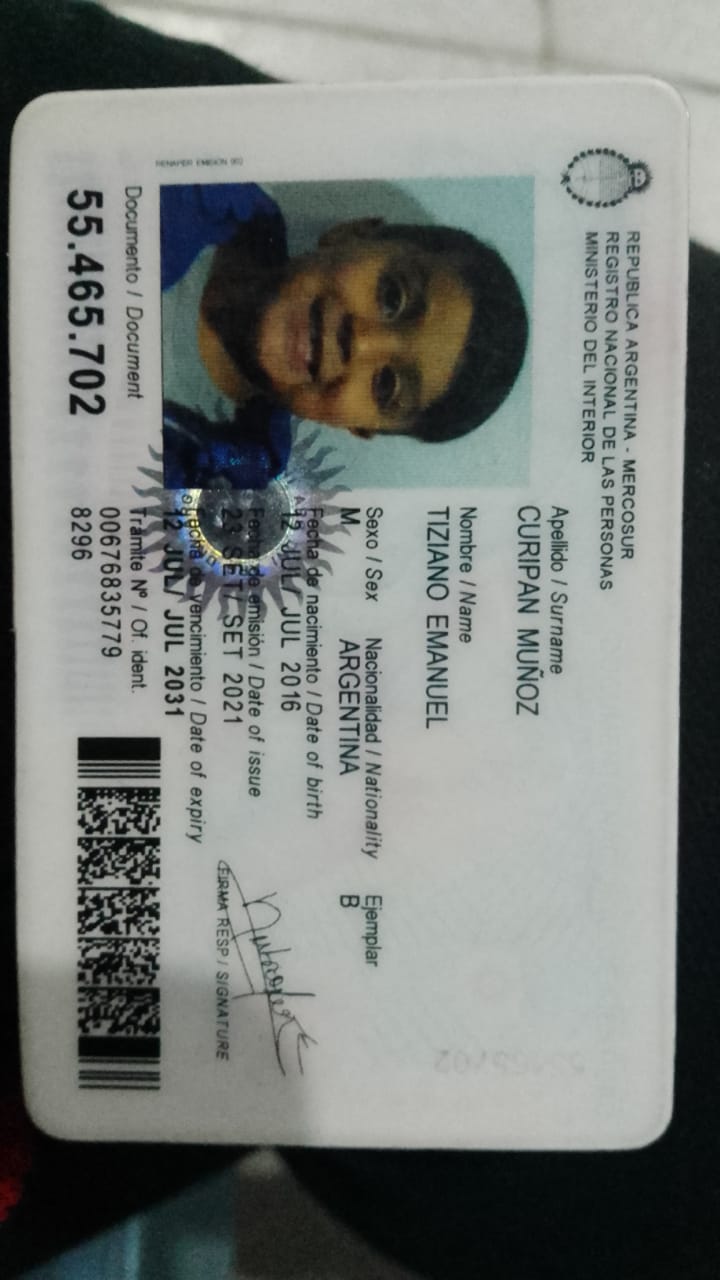 REPUBLICA ARGENTINA - MERCOSUR
REGISTRO NACIONAL DE LAS PERSONAS
MINISTERIO DEL INTERIOR
RENAPER EMISION 902
Apellido / Surname
CURIPAN MUÑOZ
Nombre / Name
TIZIANO EMANUEL
Sexo / Sex Nacionalidad / Nationality Ejemplar
M ARGENTINA B
Fecha de nacimiento / Date of birth
12 JUL/ JUL 2016
Fecha de emisión / Date of issue
23 SET/ SET 2021
Fecha de vencimiento / Date of expiry
12 JUL/ JUL 2031
FIRMA RESP / SIGNATURE
Documento / Document
55.465.702
Trámite Nº / Of. ident.
00676835779
8296